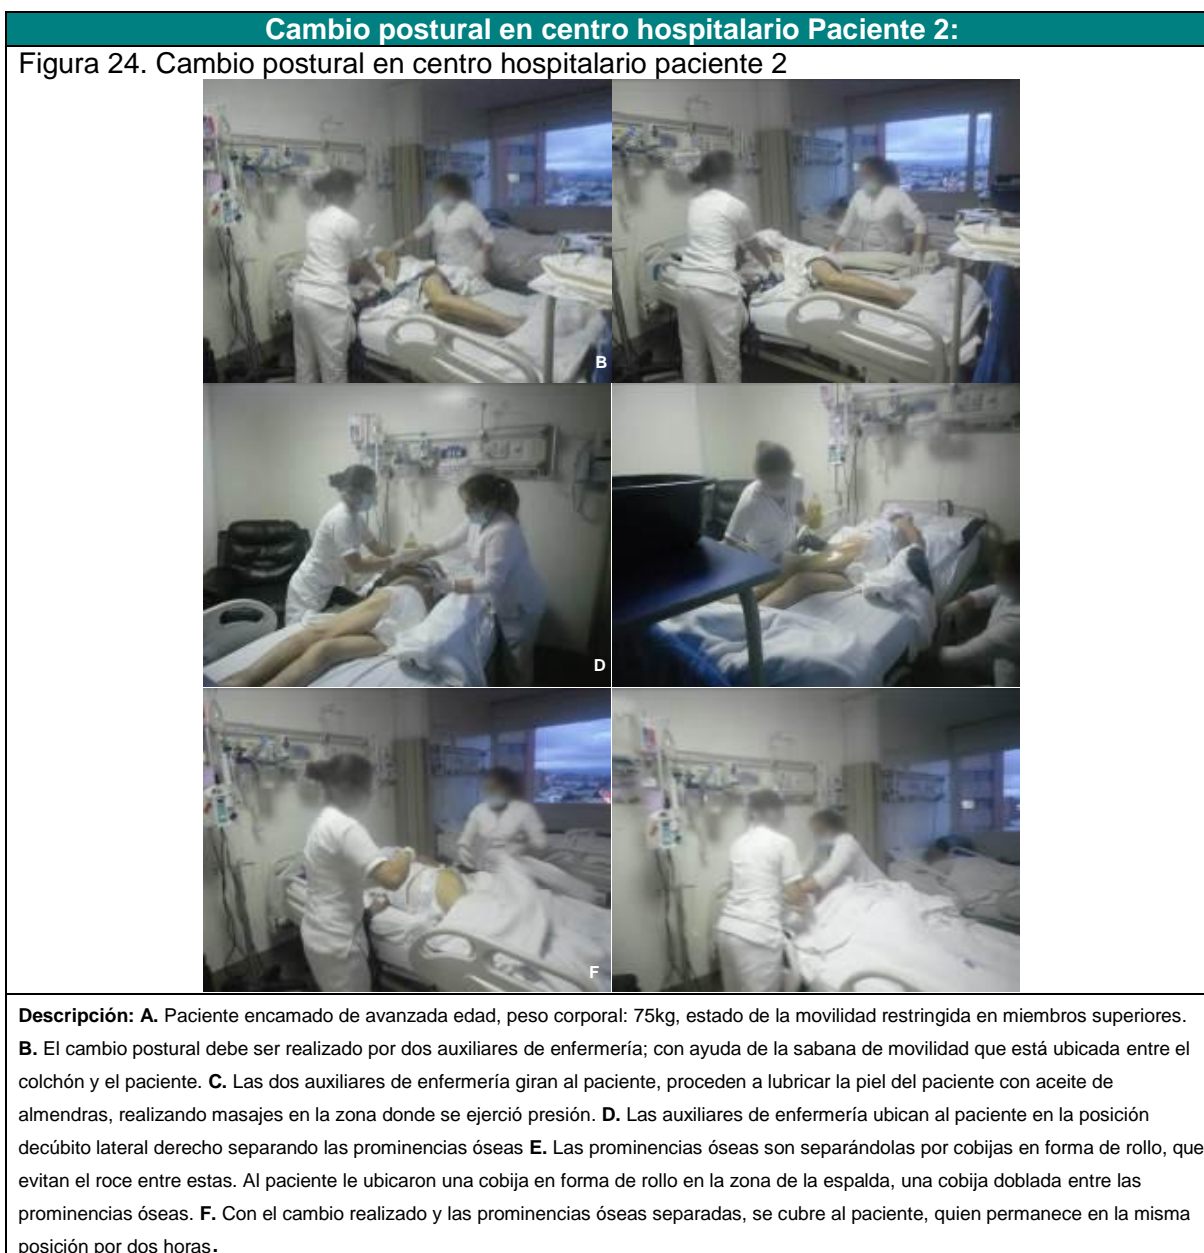 Cambio postural en centro hospitalario Paciente 2:
Figura 24. Cambio postural en centro hospitalario paciente 2
B
D
F
Descripción: A. Paciente encamado de avanzada edad, peso corporal: 75kg, estado de la movilidad restringida en miembros superiores.
B. El cambio postural debe ser realizado por dos auxiliares de enfermería; con ayuda de la sabana de movilidad que está ubicada entre el
colchón y el paciente. C. Las dos auxiliares de enfermería giran al paciente, proceden a lubricar la piel del paciente con aceite de
almendras, realizando masajes en la zona donde se ejerció presión. D. Las auxiliares de enfermería ubican al paciente en la posición
decúbito lateral derecho separando las prominencias óseas E. Las prominencias óseas son separándolas por cobijas en forma de rollo, que
evitan el roce entre estas. Al paciente le ubicaron una cobija en forma de rollo en la zona de la espalda, una cobija doblada entre las
prominencias óseas. F. Con el cambio realizado y las prominencias óseas separadas, se cubre al paciente, quien permanece en la misma
posición por dos horas.